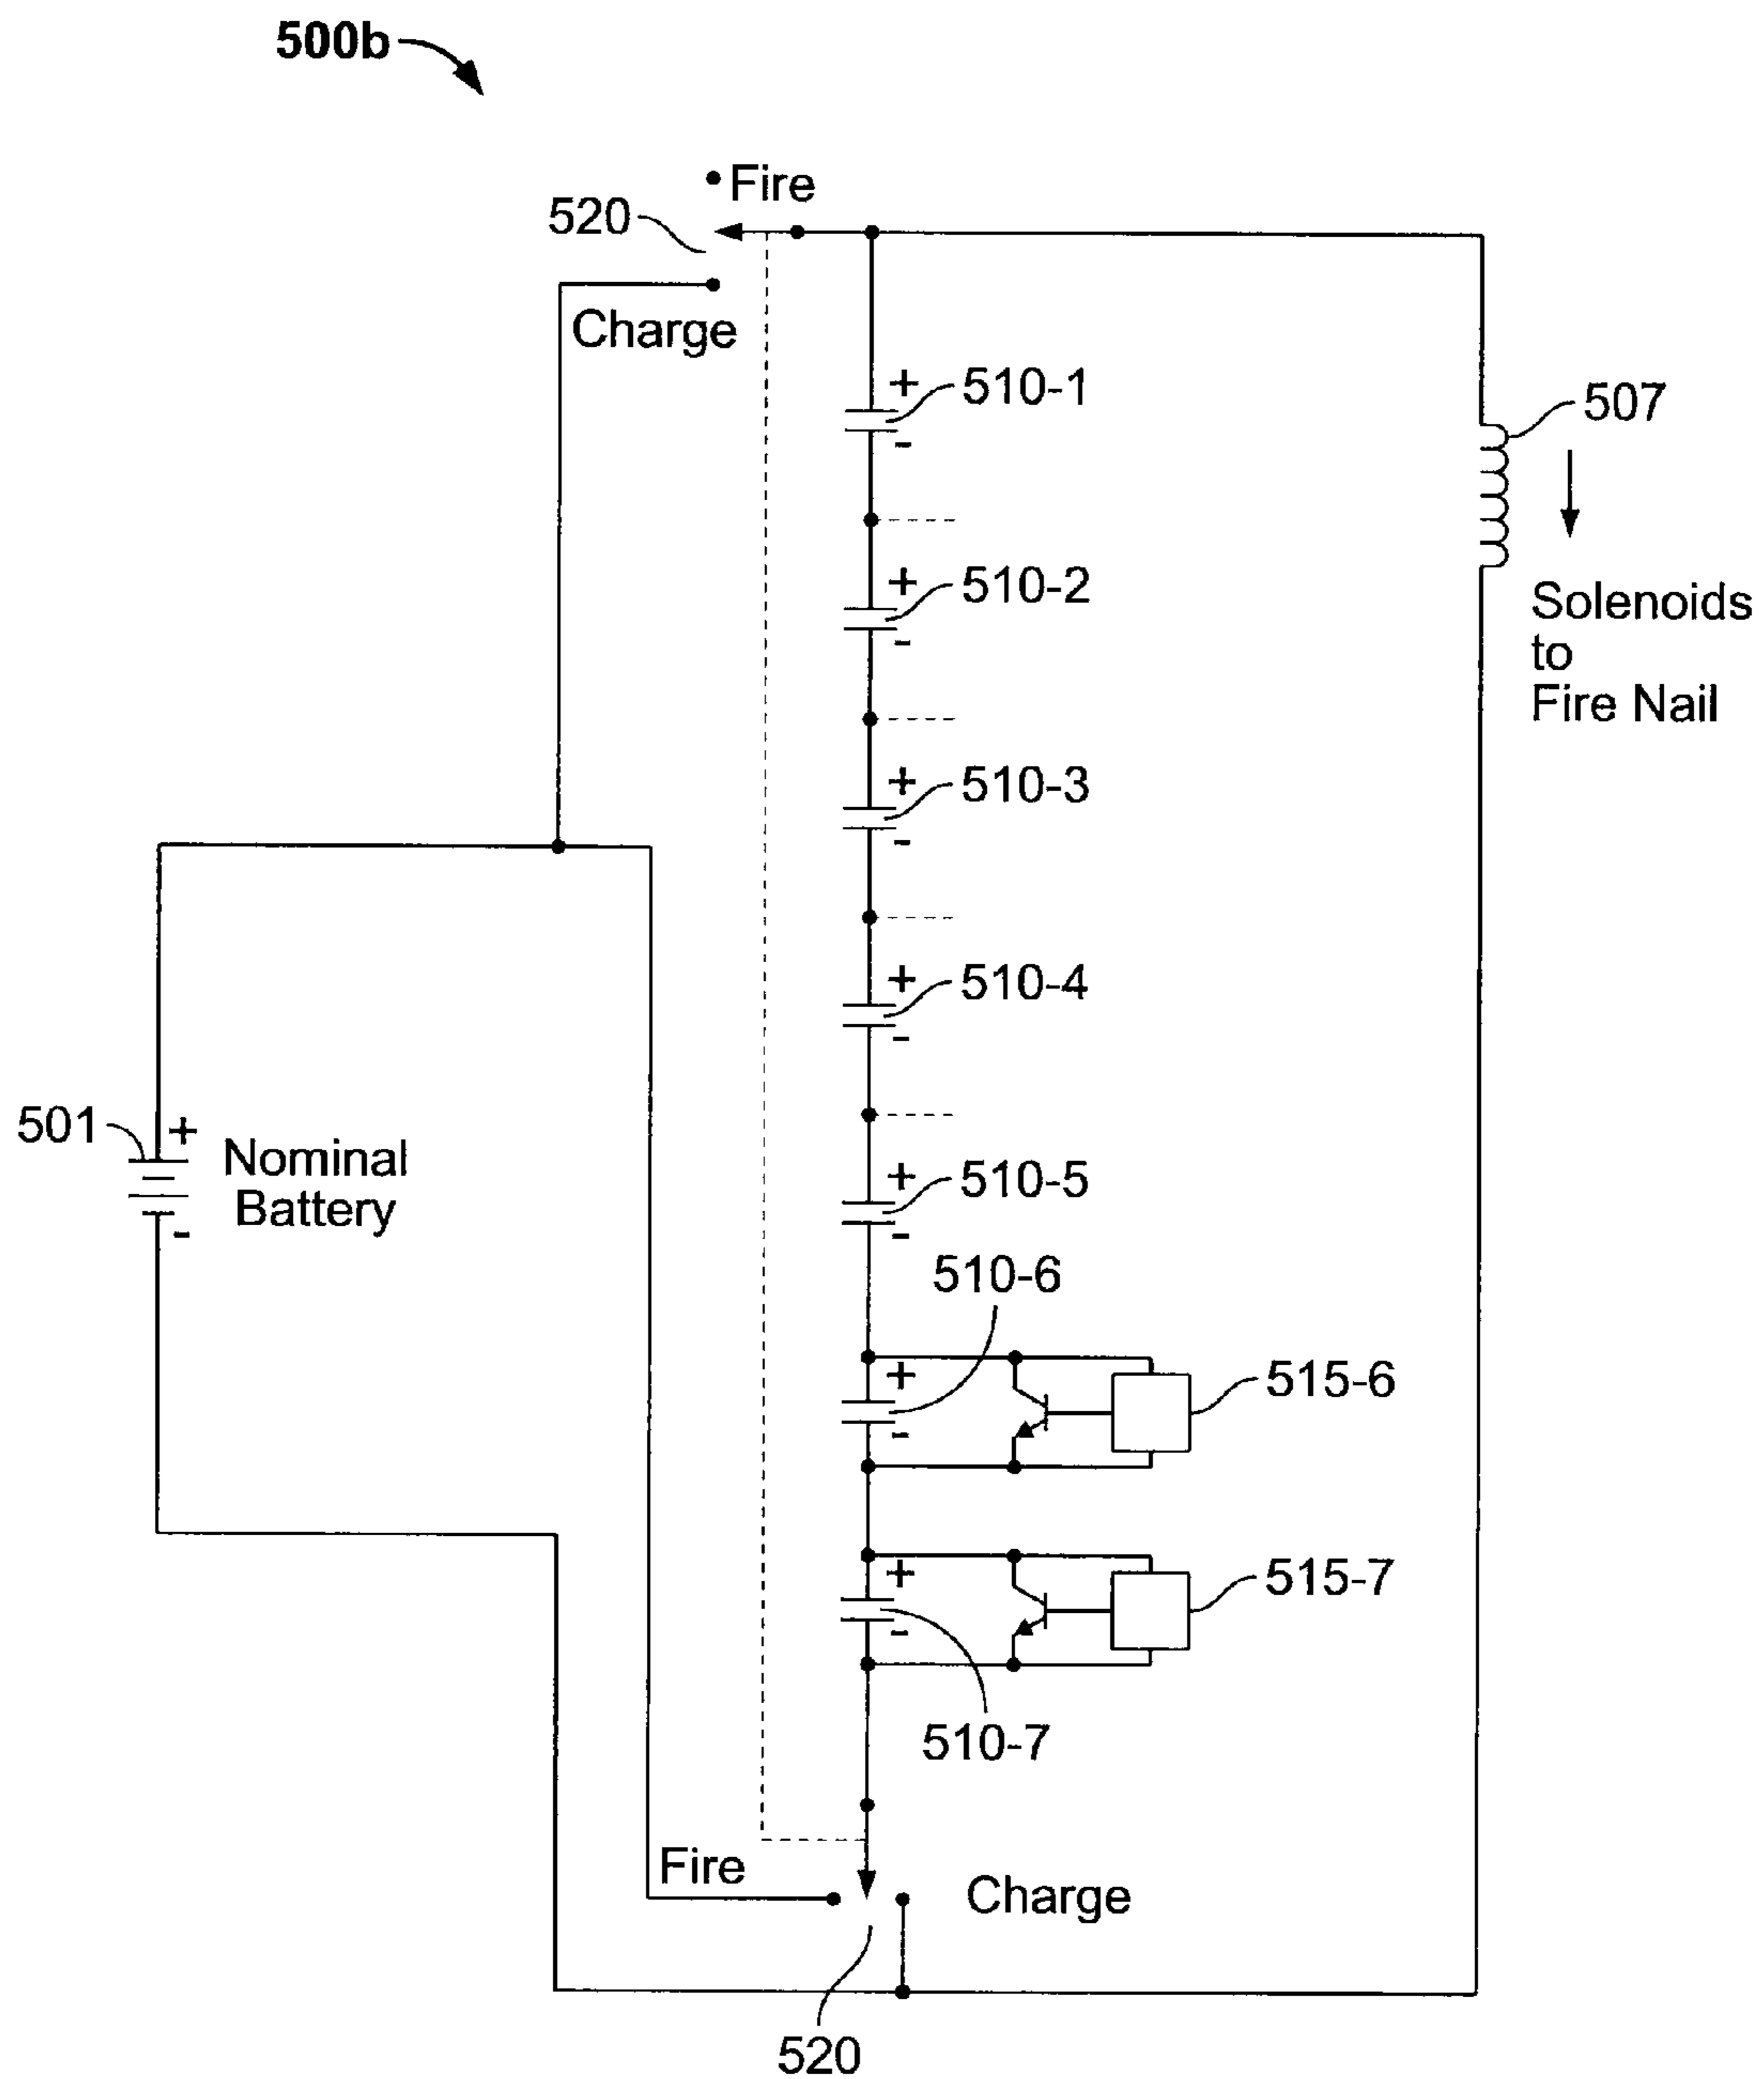 500b
Fire
520
Charge
+
510-1
-
507
+
510-2
-
Solenoids
to
Fire Nail
+
510-3
-
+
510-4
-
501
+
Nominal
Battery
-
+
510-5
-
510-6
+
515-6
-
+
515-7
-
510-7
Fire
Charge
520